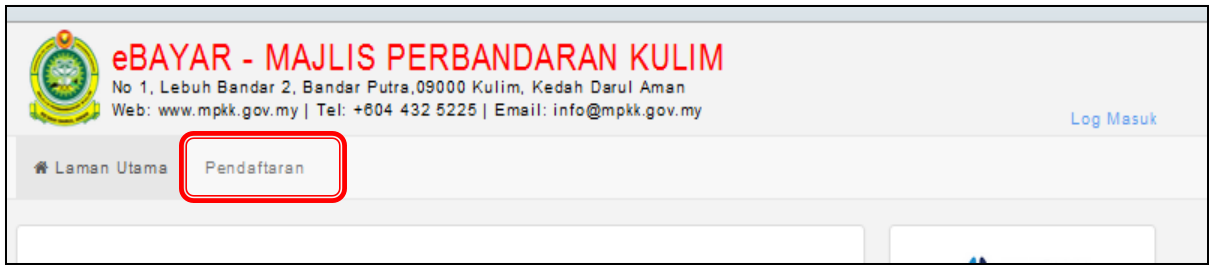 eBAYAR - MAJLIS PERBANDARAN KULIM
No 1, Lebuh Bandar 2, Bandar Putra,09000 Kulim, Kedah Darul Aman
Web: www.mpkk.gov.my | Tel: +604 432 5225 | Email: info@mpkk.gov.my
Log Masuk
Laman Utama Pendaftaran